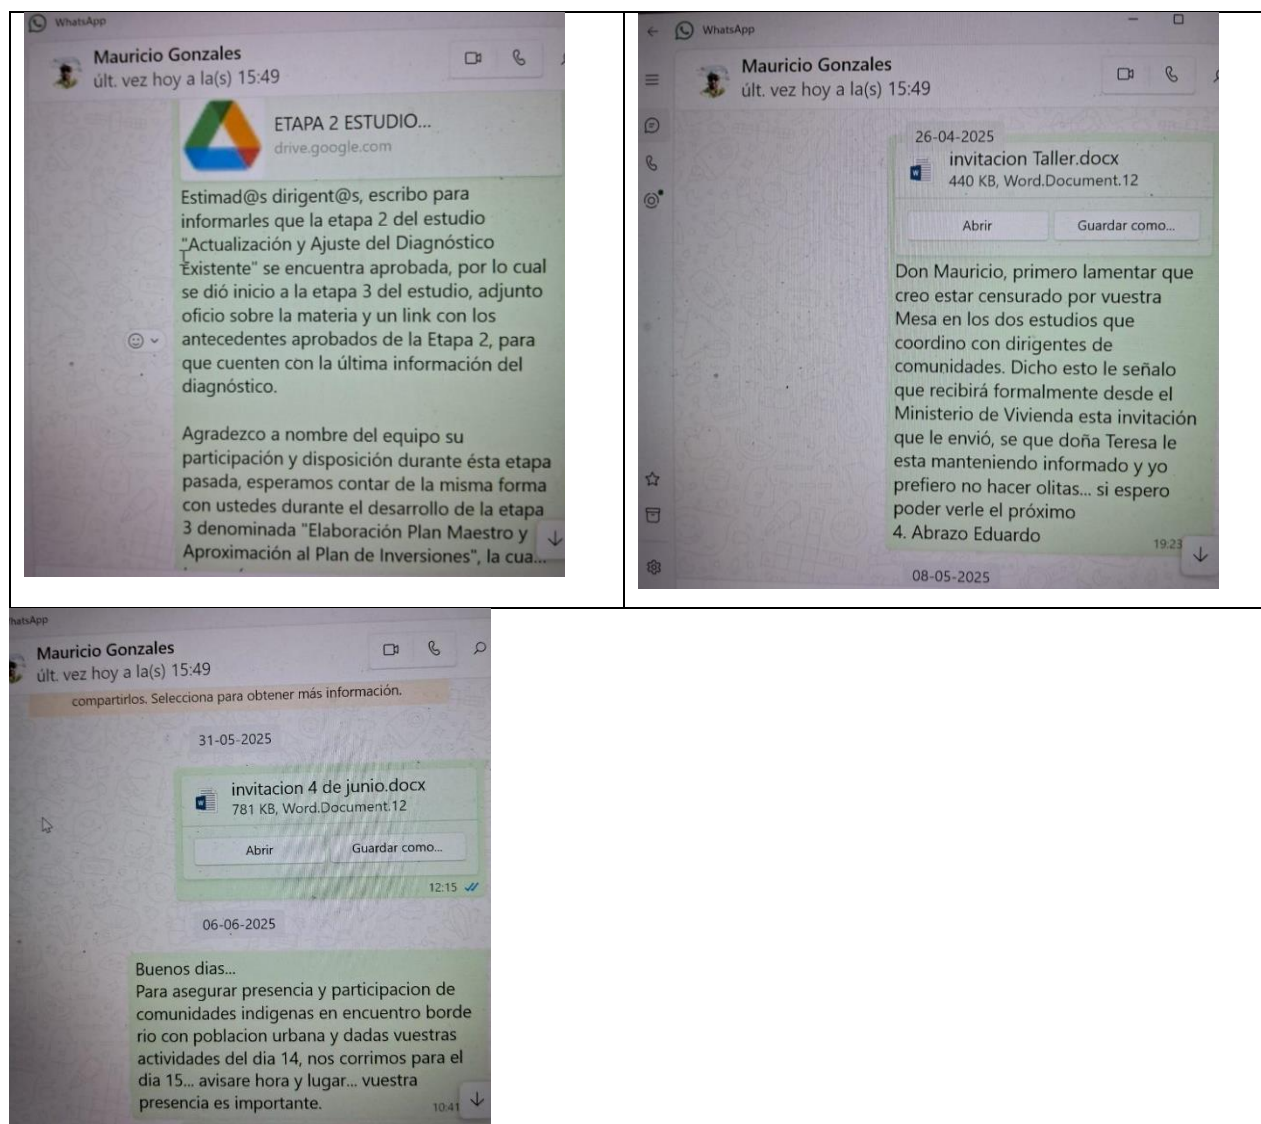 WhatsApp
Mauricio Gonzales
últ. vez hoy a la(s) 15:49
ETAPA 2 ESTUDIO...
drive.google.com
Estimad@s dirigent@s, escribo para
informarles que la etapa 2 del estudio
"Actualización y Ajuste del Diagnóstico
Existente" se encuentra aprobada, por lo cual
se dió inicio a la etapa 3 del estudio, adjunto
oficio sobre la materia y un link con los
antecedentes aprobados de la Etapa 2, para
que cuenten con la última información del
diagnóstico.
Agradezco a nombre del equipo su
participación y disposición durante ésta etapa
pasada, esperamos contar de la misma forma
con ustedes durante el desarrollo de la etapa
3 denominada "Elaboración Plan Maestro y
Aproximación al Plan de Inversiones", la cua...
WhatsApp
Mauricio Gonzales
últ. vez hoy a la(s) 15:49
26-04-2025
invitacion Taller.docx
440 KB, Word.Document.12
Abrir Guardar como...
Don Mauricio, primero lamentar que
creo estar censurado por vuestra
Mesa en los dos estudios que
coordino con dirigentes de
comunidades. Dicho esto le señalo
que recibirá formalmente desde el
Ministerio de Vivienda esta invitación
que le envió, se que doña Teresa le
esta manteniendo informado y yo
prefiero no hacer olitas... si espero
poder verle el próximo
4. Abrazo Eduardo
19:23
08-05-2025
hatsApp
Mauricio Gonzales
últ. vez hoy a la(s) 15:49
compartirlos. Selecciona para obtener más información.
31-05-2025
invitacion 4 de junio.docx
781 KB, Word.Document.12
Abrir Guardar como...
12:15
06-06-2025
Buenos dias...
Para asegurar presencia y participacion de
comunidades indigenas en encuentro borde
rio con poblacion urbana y dadas vuestras
actividades del dia 14, nos corrimos para el
dia 15... avisare hora y lugar... vuestra
presencia es importante.
10:41